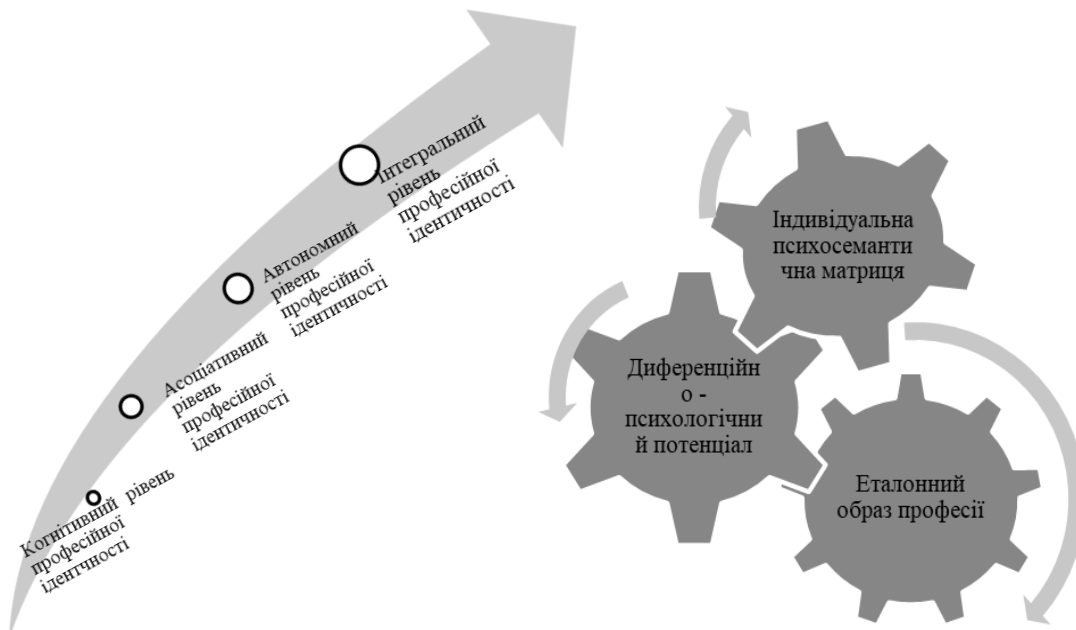 Інтегральний
рівень
професійної
ідентичності
Автономний
рівень
професійної
ідентичності
Асоціативний
рівень
професійної
ідентичності
Когнітивний рівень
професійної
ідентчності
Індивідуальна
психосеманти
чна матриця
Диференційн
о -
психологічни
й потенціал
Еталонний
образ професії